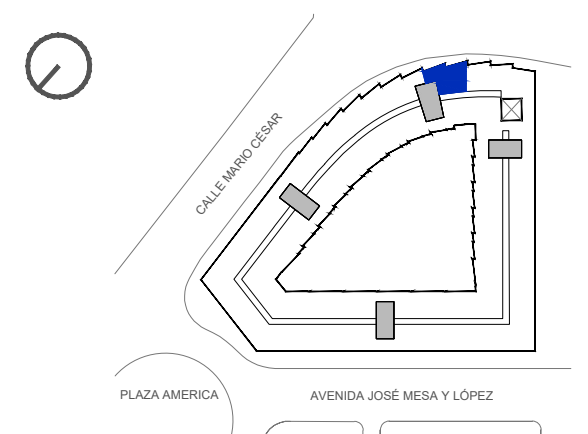 CALLE MARIO CÉSAR
PLAZA AMERICA
AVENIDA JOSÉ MESA Y LÓPEZ